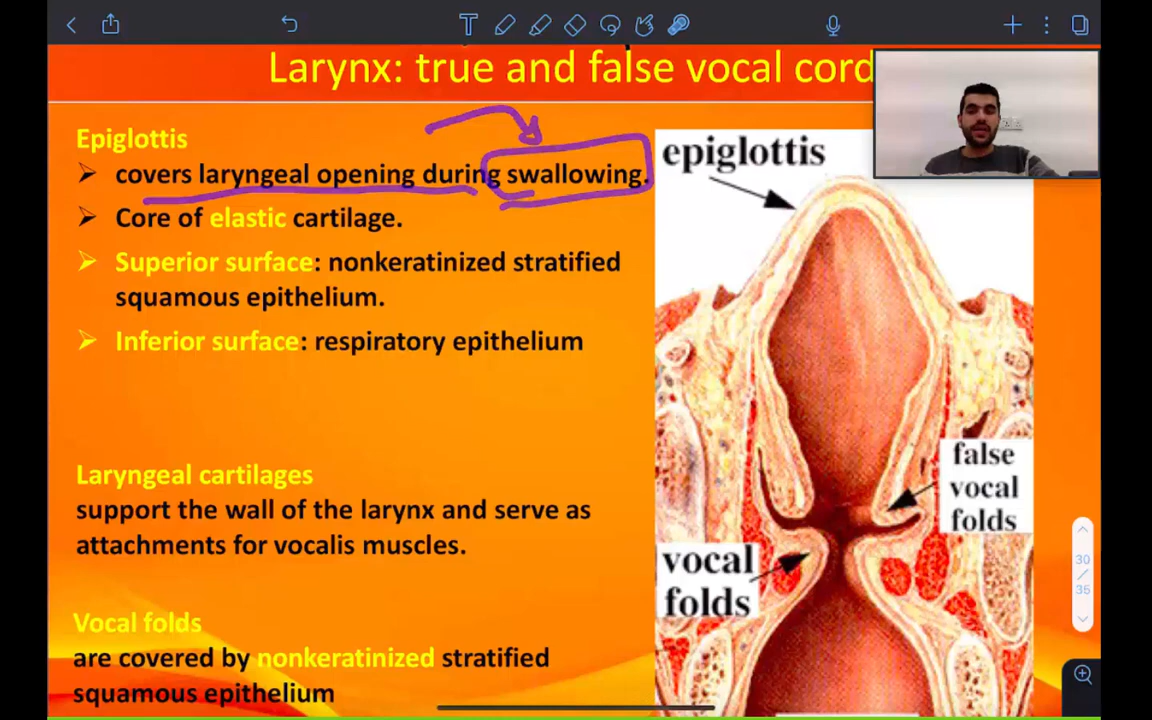 Larynx: true and false vocal cord
Epiglottis
covers laryngeal opening during swallowing.
Core of elastic cartilage.
Superior surface: nonkeratinized stratified
squamous epithelium.
Inferior surface: respiratory epithelium
Laryngeal cartilages
support the wall of the larynx and serve as
attachments for vocalis muscles.
Vocal folds
are covered by nonkeratinized stratified
squamous epithelium
epiglottis
false
vocal
folds
vocal
folds
30
/
35